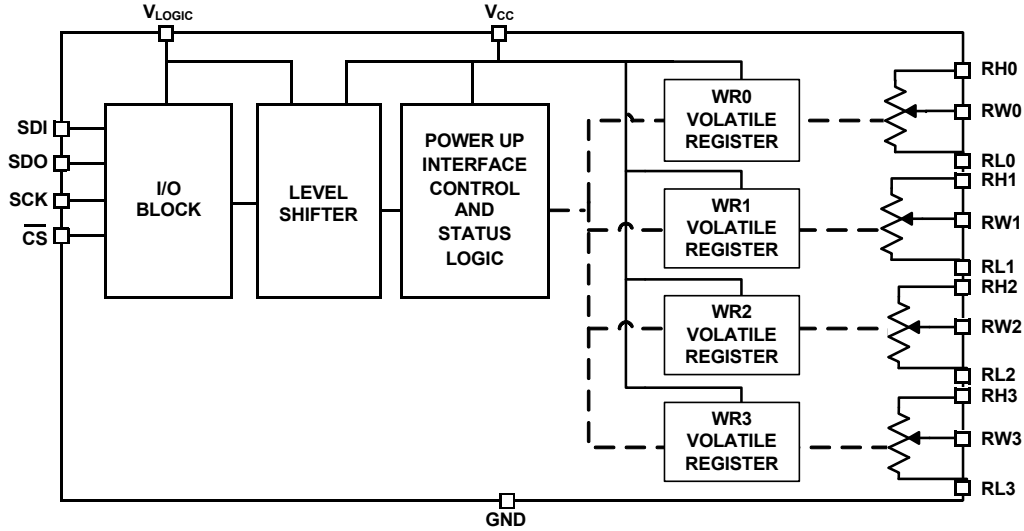 VLOGIC
VCC
SDI
SDO
SCK
CS
I/O
BLOCK
LEVEL
SHIFTER
POWER UP
INTERFACE
CONTROL
AND
STATUS
LOGIC
WR0
VOLATILE
REGISTER
WR1
VOLATILE
REGISTER
WR2
VOLATILE
REGISTER
WR3
VOLATILE
REGISTER
RH0
RW0
RL0
RH1
RW1
RL1
RH2
RW2
RL2
RH3
RW3
RL3
GND